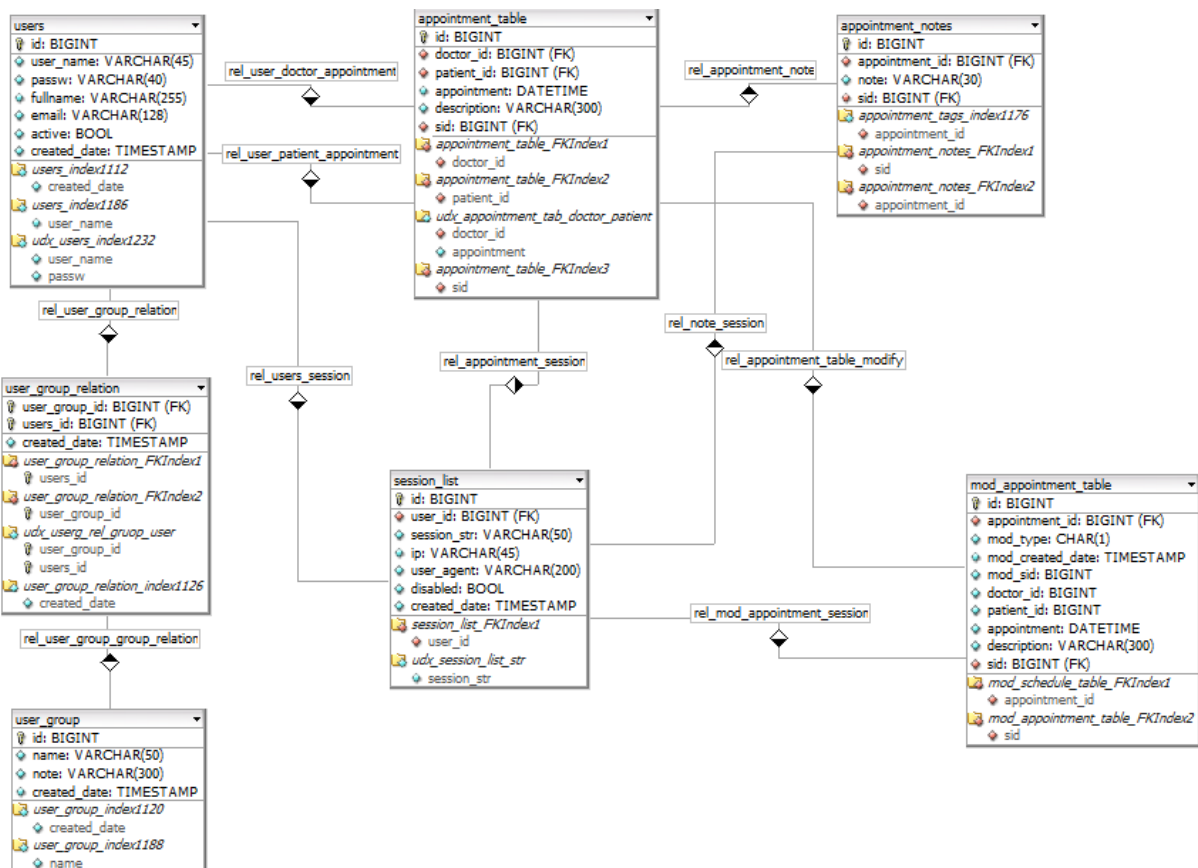 users
id: BIGINT
user_name: VARCHAR(45)
passw: VARCHAR(40)
fullname: VARCHAR(255)
email: VARCHAR(128)
active: BOOL
created_date: TIMESTAMP
users_index1112
created_date
users_index1186
user_name
udx_users_index1232
user_name
passw
rel_user_doctor_appointment
rel_user_patient_appointment
appointment_table
id: BIGINT
doctor_id: BIGINT (FK)
patient_id: BIGINT (FK)
appointment: DATETIME
description: VARCHAR(300)
sid: BIGINT (FK)
appointment_table_FKIndex1
doctor_id
appointment_table_FKIndex2
patient_id
udx_appointment_tab_doctor_patient
doctor_id
appointment
appointment_table_FKIndex3
sid
rel_appointment_note
appointment_notes
id: BIGINT
appointment_id: BIGINT (FK)
note: VARCHAR(30)
sid: BIGINT (FK)
appointment_tags_index1176
appointment_id
appointment_notes_FKIndex1
sid
appointment_notes_FKIndex2
appointment_id
rel_user_group_relation
rel_users_session
rel_appointment_session
rel_note_session
rel_appointment_table_modify
user_group_relation
user_group_id: BIGINT (FK)
users_id: BIGINT (FK)
created_date: TIMESTAMP
user_group_relation_FKIndex1
users_id
user_group_relation_FKIndex2
user_group_id
udx_userg_rel_gruop_user
user_group_id
users_id
user_group_relation_index1126
created_date
session_list
id: BIGINT
user_id: BIGINT (FK)
session_str: VARCHAR(50)
ip: VARCHAR(45)
user_agent: VARCHAR(200)
disabled: BOOL
created_date: TIMESTAMP
session_list_FKIndex1
user_id
udx_session_list_str
session_str
rel_mod_appointment_session
mod_appointment_table
id: BIGINT
appointment_id: BIGINT (FK)
mod_type: CHAR(1)
mod_created_date: TIMESTAMP
mod_sid: BIGINT
doctor_id: BIGINT
patient_id: BIGINT
appointment: DATETIME
description: VARCHAR(300)
sid: BIGINT (FK)
mod_schedule_table_FKIndex1
appointment_id
mod_appointment_table_FKIndex2
sid
rel_user_group_group_relation
user_group
id: BIGINT
name: VARCHAR(50)
note: VARCHAR(300)
created_date: TIMESTAMP
user_group_index1120
created_date
user_group_index1188
name